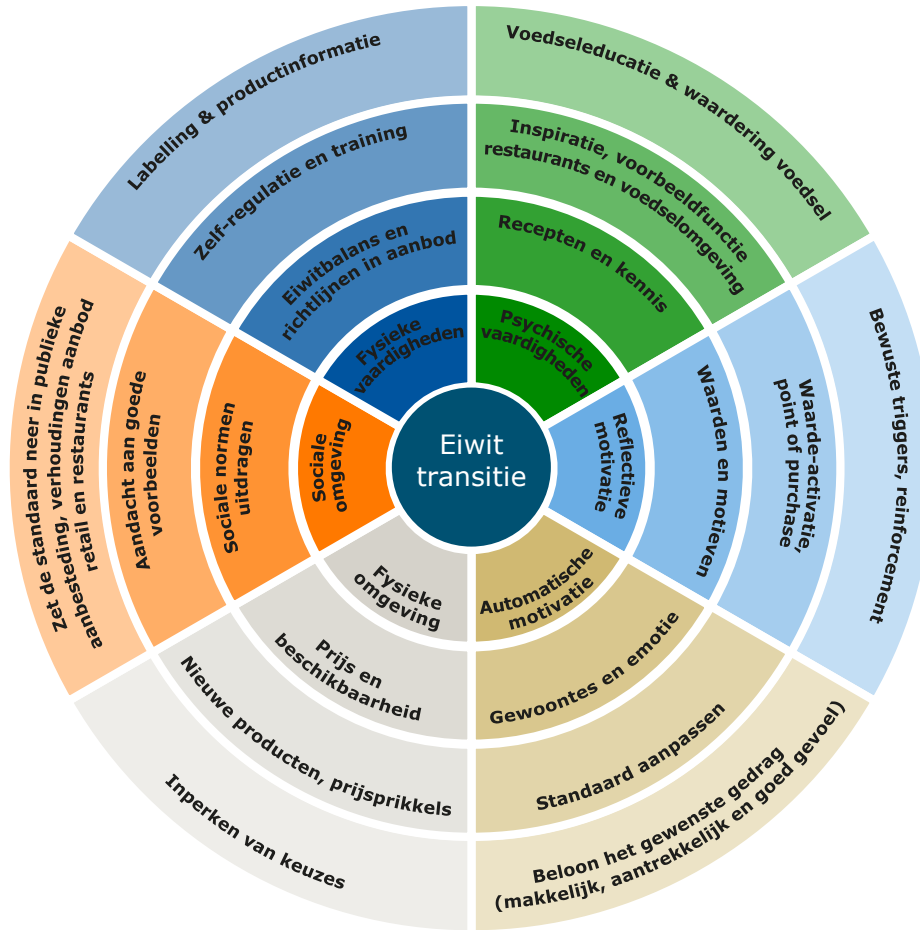 Eiwit
transitie
Psychische
vaardigheden
Recepten en kennis
Inspiratie, voorbeeldfunctie
restaurants en voedselomgeving
Voedseleducatie & waardering voedsel
Reflectieve
motivatie
Waarden en motieven
Waarde-activatie,
point of purchase
Bewuste triggers, reinforcement
Automatische
motivatie
Gewoontes en emotie
Standaard aanpassen
Beloon het gewenste gedrag
(makkelijk, aantrekkelijk en goed gevoel)
Fysieke
omgeving
Prijs en
beschikbaarheid
Nieuwe producten, prijsprikkels
Inperken van keuzes
Sociale
omgeving
Sociale normen
uitdragen
Aandacht aan goede
voorbeelden
Zet de standaard neer in publieke
aanbesteding, verhoudingen aanbod
retail en restaurants
Fysieke
vaardigheden
Eiwitbalans en
richtlijnen in aanbod
Zelf-regulatie en training
Labelling & productinformatie